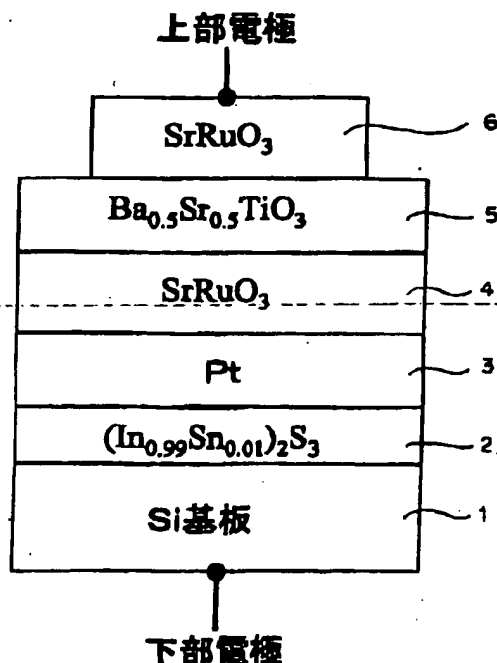 上部電極
SrRuO₃ 6
Ba₀.₅Sr₀.₅TiO₃ 5
SrRuO₃ 4
Pt 3
(In₀.₉₉Sn₀.₀₁)₂S₃ 2
Si基板 1
下部電極